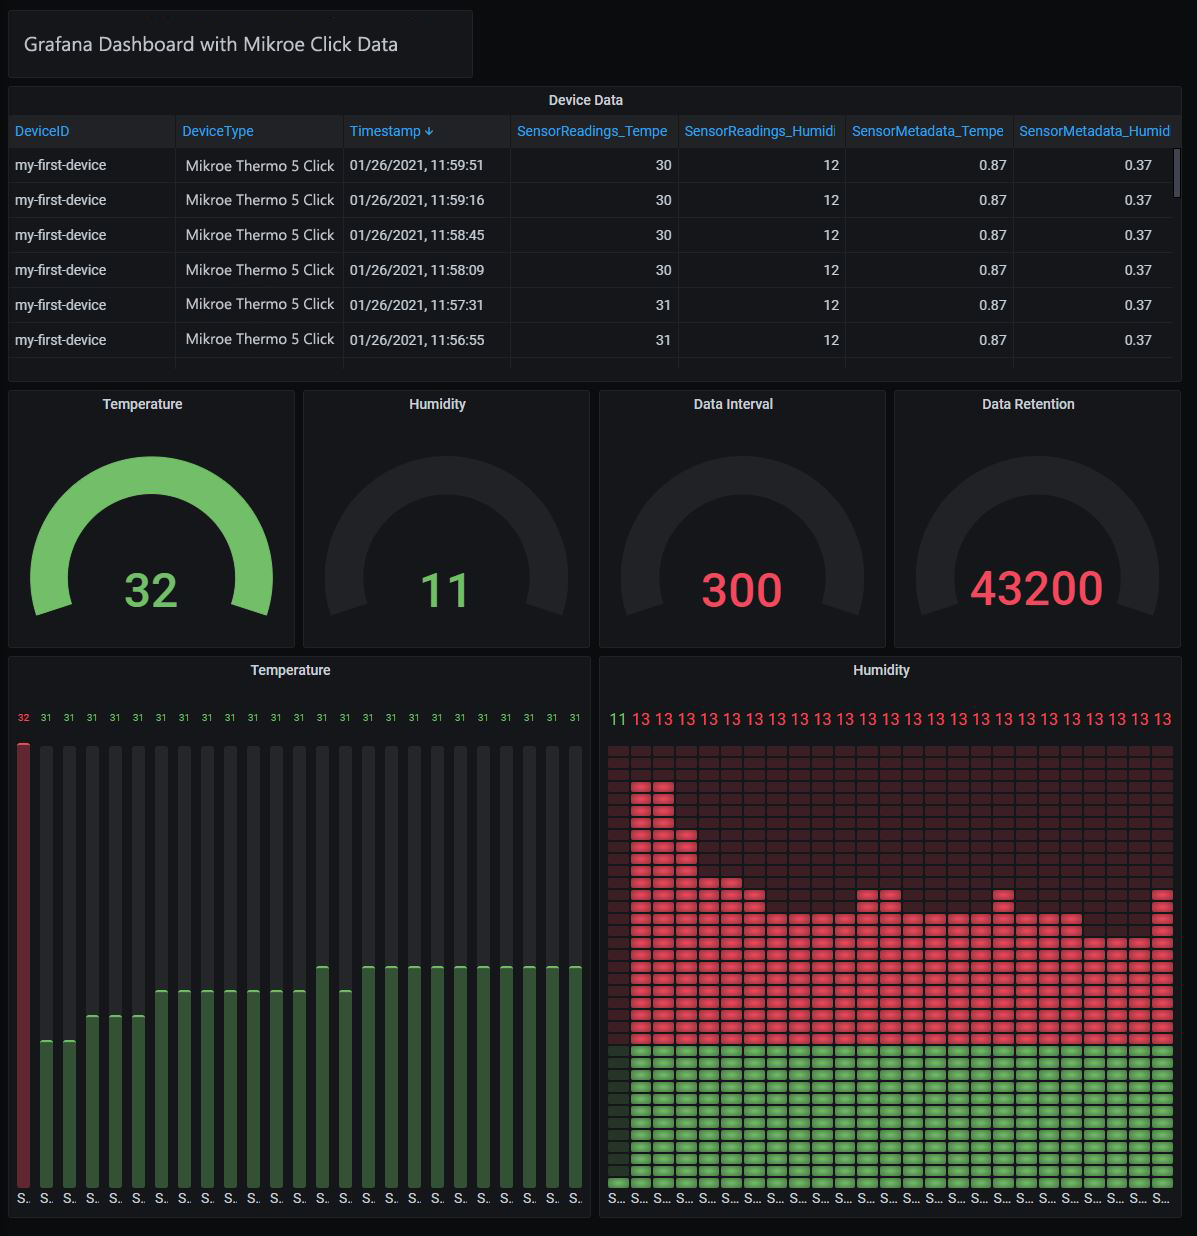 Grafana Dashboard with Mikroe Click Data
Device Data
DeviceID DeviceType Timestamp ↓ SensorReadings_Tempe SensorReadings_Humidi SensorMetadata_Tempe SensorMetadata_Humid
my-first-device Mikroe Thermo 5 Click 01/26/2021, 11:59:51 30 12 0.87 0.37
my-first-device Mikroe Thermo 5 Click 01/26/2021, 11:59:16 30 12 0.87 0.37
my-first-device Mikroe Thermo 5 Click 01/26/2021, 11:58:45 30 12 0.87 0.37
my-first-device Mikroe Thermo 5 Click 01/26/2021, 11:58:09 30 12 0.87 0.37
my-first-device Mikroe Thermo 5 Click 01/26/2021, 11:57:31 31 12 0.87 0.37
my-first-device Mikroe Thermo 5 Click 01/26/2021, 11:56:55 31 12 0.87 0.37
Temperature Humidity Data Interval Data Retention
32 11 300 43200
Temperature
32 31 31 31 31 31 31 31 31 31 31 31 31 31 31 31 31 31 31 31 31 31 31 31 31
S.. S.. S.. S.. S.. S.. S.. S.. S.. S.. S.. S.. S.. S.. S.. S.. S.. S.. S.. S.. S.. S.. S.. S.. S..
Humidity
11 13 13 13 13 13 13 13 13 13 13 13 13 13 13 13 13 13 13 13 13 13 13 13 13
S... S... S... S... S... S... S... S... S... S... S... S... S... S... S... S... S... S... S... S... S... S... S... S... S...